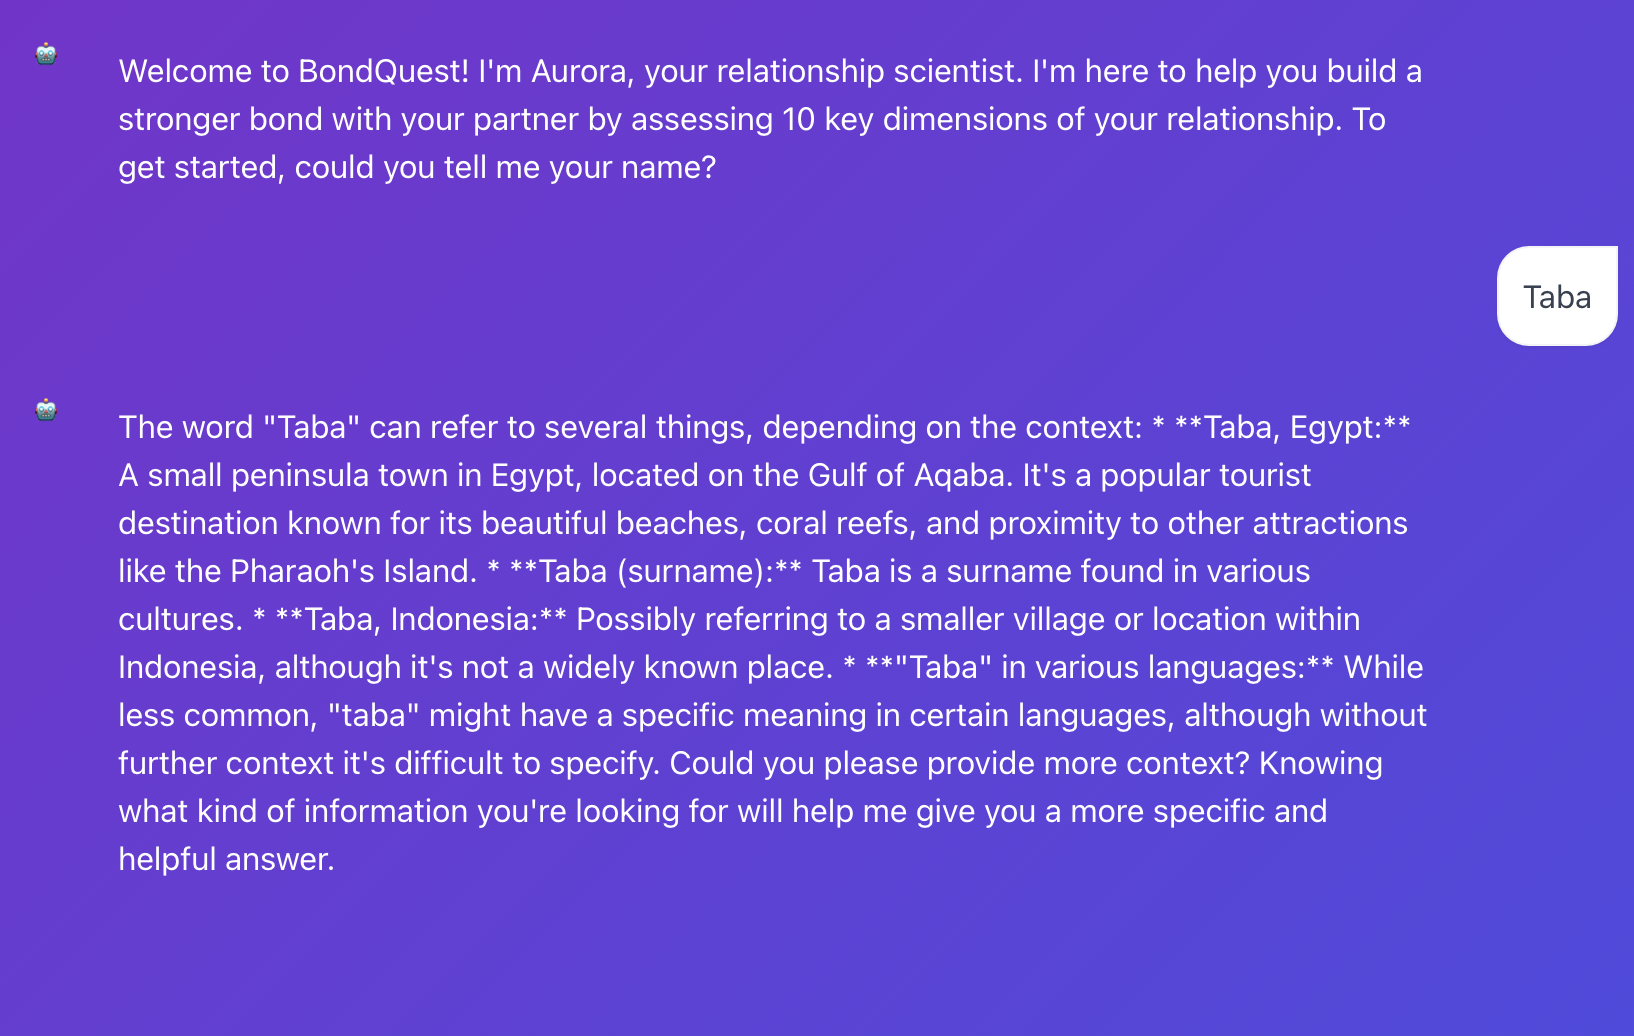 Welcome to BondQuest! I'm Aurora, your relationship scientist. I'm here to help you build a
stronger bond with your partner by assessing 10 key dimensions of your relationship. To
get started, could you tell me your name?
Taba
The word "Taba" can refer to several things, depending on the context: * **Taba, Egypt:**
A small peninsula town in Egypt, located on the Gulf of Aqaba. It's a popular tourist
destination known for its beautiful beaches, coral reefs, and proximity to other attractions
like the Pharaoh's Island. * **Taba (surname):** Taba is a surname found in various
cultures. * **Taba, Indonesia:** Possibly referring to a smaller village or location within
Indonesia, although it's not a widely known place. * **"Taba" in various languages:** While
less common, "taba" might have a specific meaning in certain languages, although without
further context it's difficult to specify. Could you please provide more context? Knowing
what kind of information you're looking for will help me give you a more specific and
helpful answer.